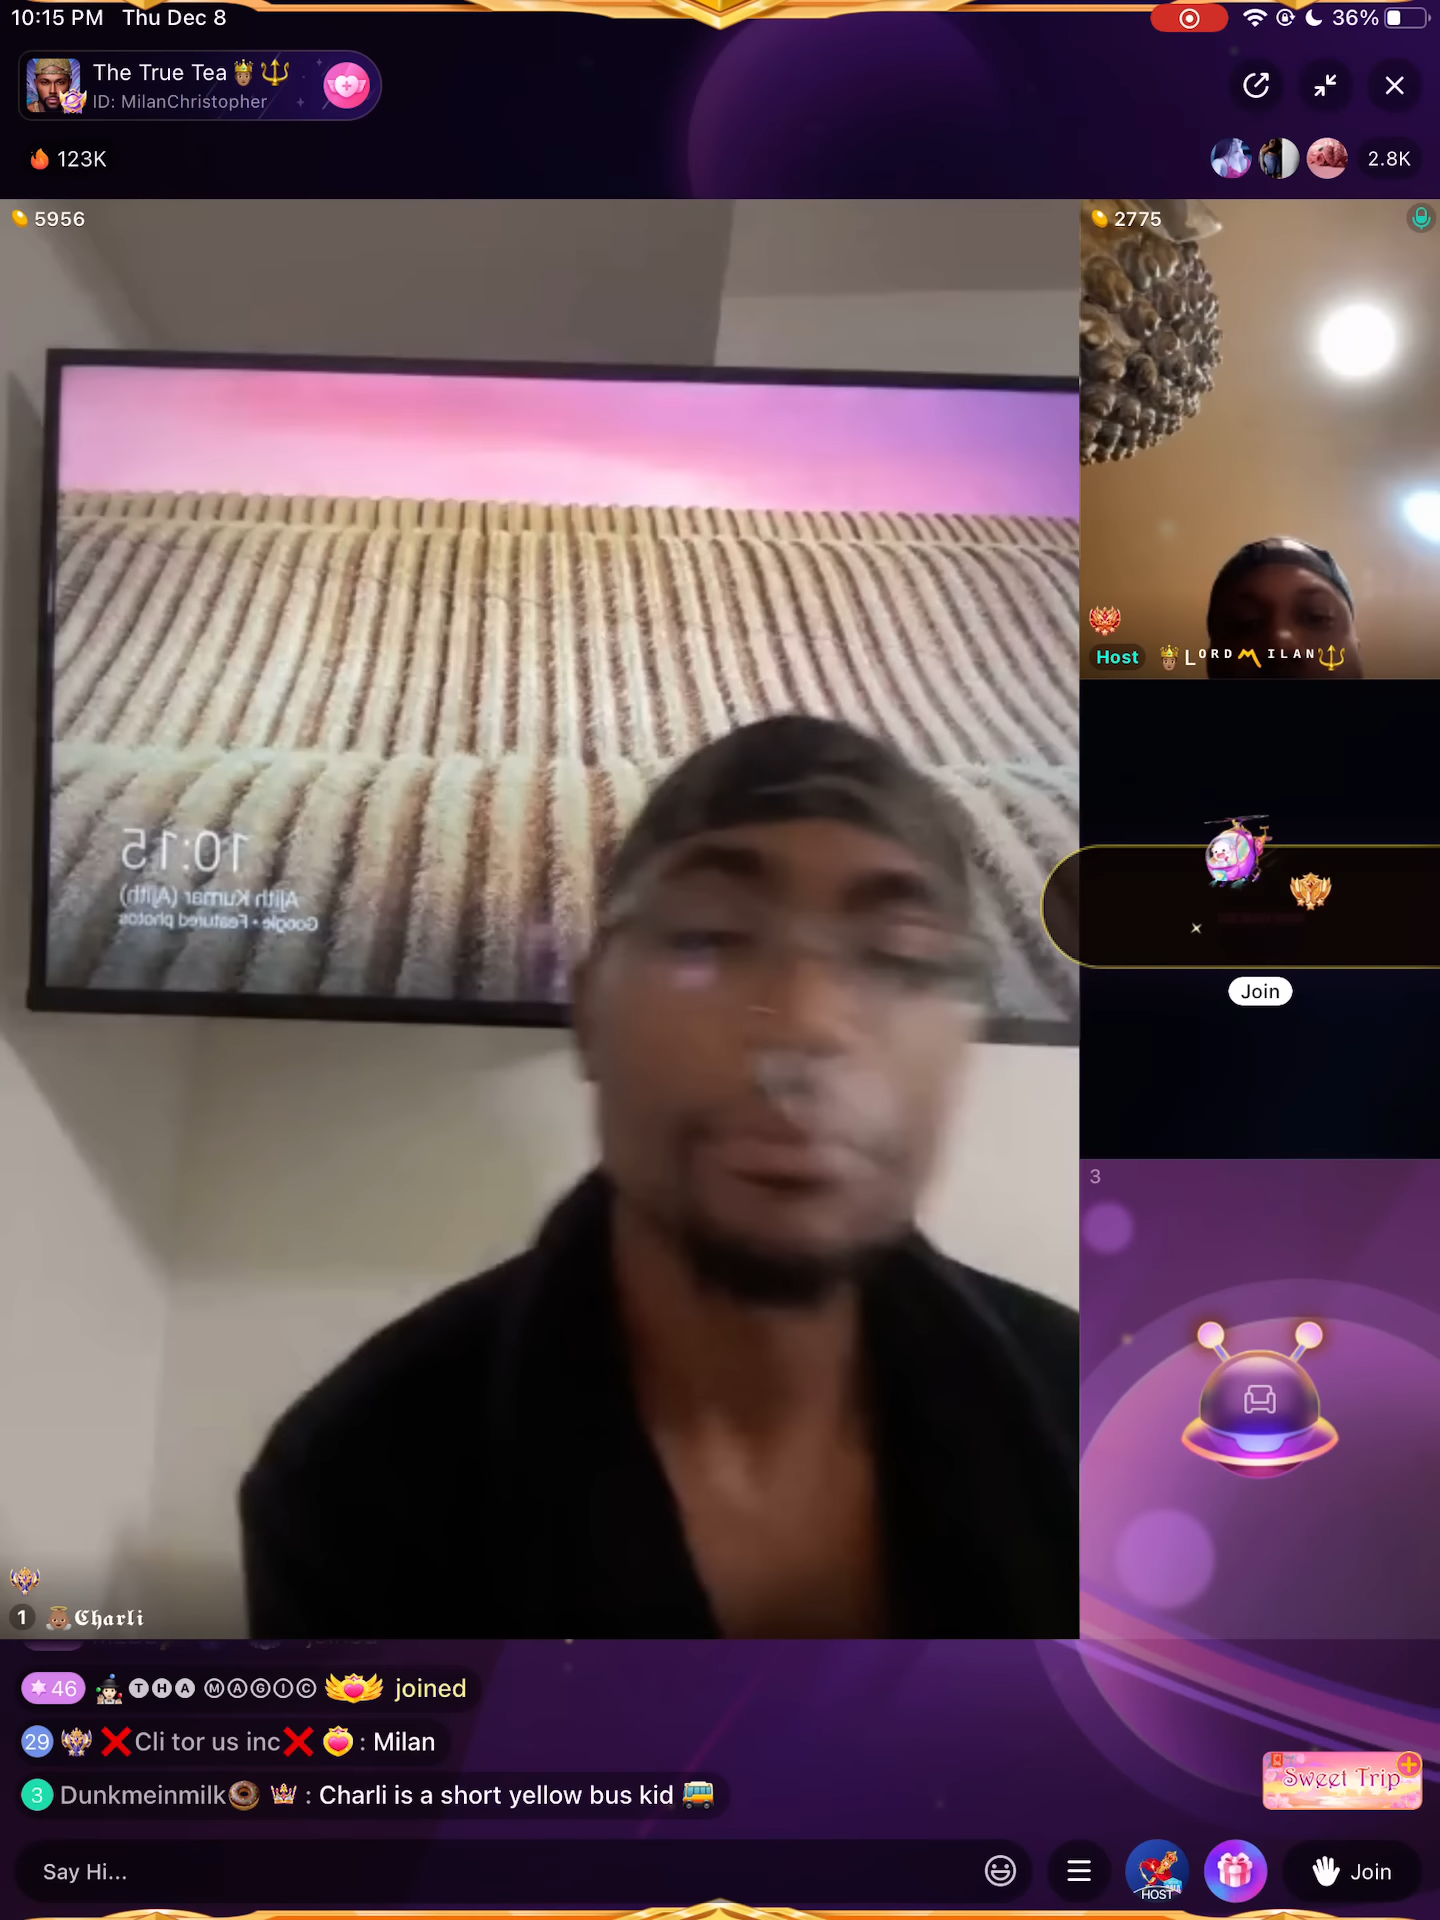 10:15 PM Thu Dec 8 36%
The True Tea🤴🏽🔱
ID: MilanChristopher
🔥 123K
2.8K
5956
2775
10:15
Ajith Kumar (Ajith)
Google • Featured photos
Host 🤴🏽Lᴼᴿᴰ〽️ᴵᴸᴬᴺ🔱
Join
3
1 👼🏽𝕮𝖍𝖆𝖗𝖑𝖎
46 ⓉⒽⒶ ⓂⒶⒼⒾⒸ joined
29 ❌Cli tor us inc❌ : Milan
3 Dunkmeinmilk🍩 : Charli is a short yellow bus kid 🚌
Sweet Trip
Say Hi...
HOST
Join